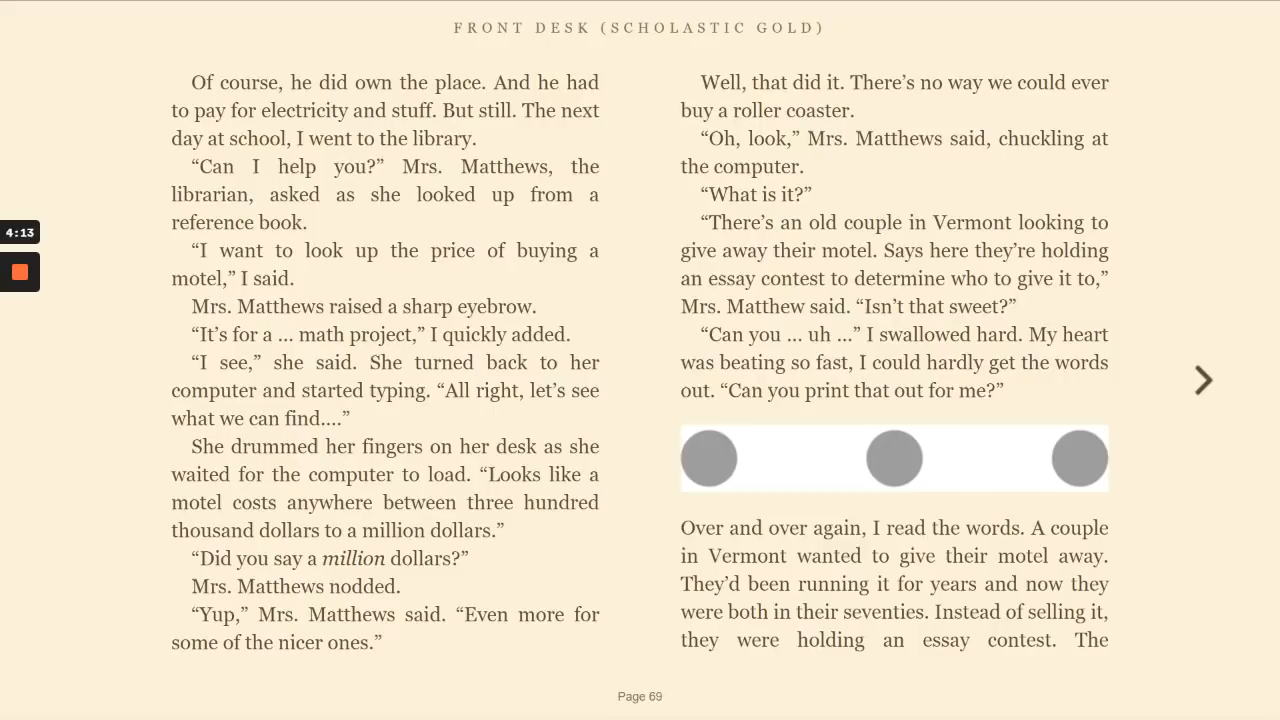 FRONT DESK (SCHOLASTIC GOLD)
Of course, he did own the place. And he had
to pay for electricity and stuff. But still. The next
day at school, I went to the library.
“Can I help you?” Mrs. Matthews, the
librarian, asked as she looked up from a
reference book.
“I want to look up the price of buying a
motel,” I said.
Mrs. Matthews raised a sharp eyebrow.
“It’s for a ... math project,” I quickly added.
“I see,” she said. She turned back to her
computer and started typing. “All right, let’s see
what we can find....”
She drummed her fingers on her desk as she
waited for the computer to load. “Looks like a
motel costs anywhere between three hundred
thousand dollars to a million dollars.”
“Did you say a million dollars?”
Mrs. Matthews nodded.
“Yup,” Mrs. Matthews said. “Even more for
some of the nicer ones.”
Well, that did it. There’s no way we could ever
buy a roller coaster.
“Oh, look,” Mrs. Matthews said, chuckling at
the computer.
“What is it?”
“There’s an old couple in Vermont looking to
give away their motel. Says here they’re holding
an essay contest to determine who to give it to,”
Mrs. Matthew said. “Isn’t that sweet?”
“Can you ... uh ...” I swallowed hard. My heart
was beating so fast, I could hardly get the words
out. “Can you print that out for me?”
Over and over again, I read the words. A couple
in Vermont wanted to give their motel away.
They’d been running it for years and now they
were both in their seventies. Instead of selling it,
they were holding an essay contest. The
4:13
Page 69